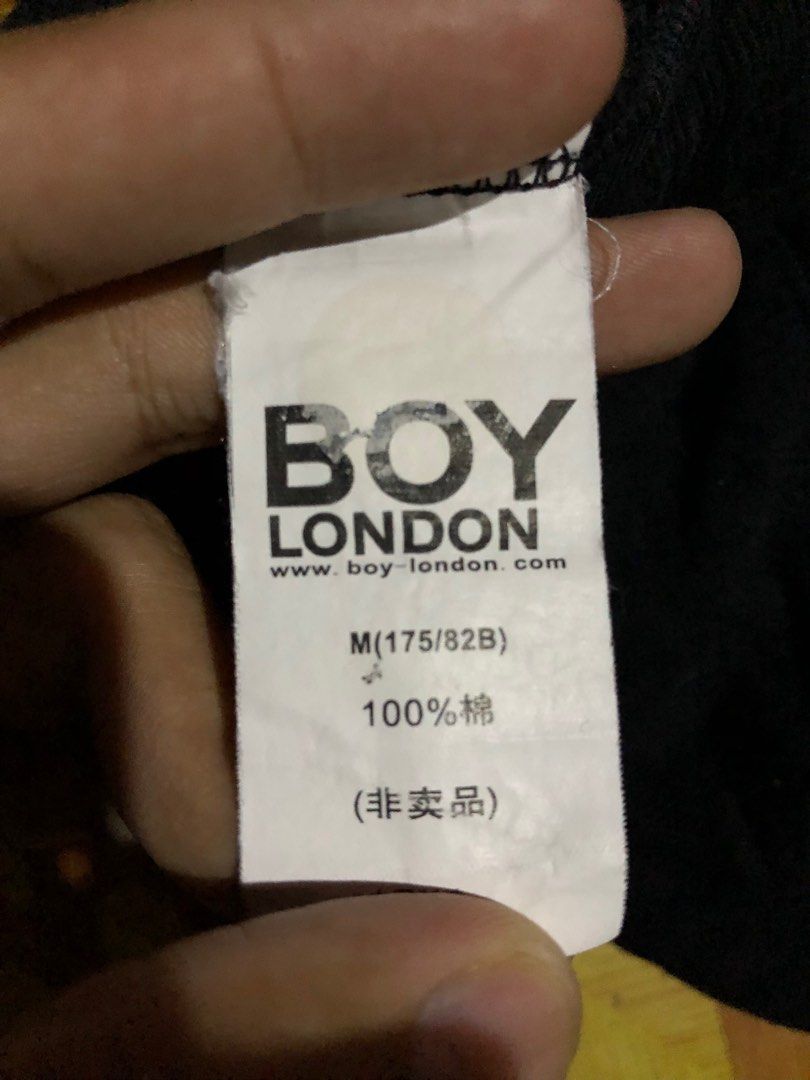 BOY
LONDON
www. boy-london. com
M(175/82B)
100%棉
(非卖品)